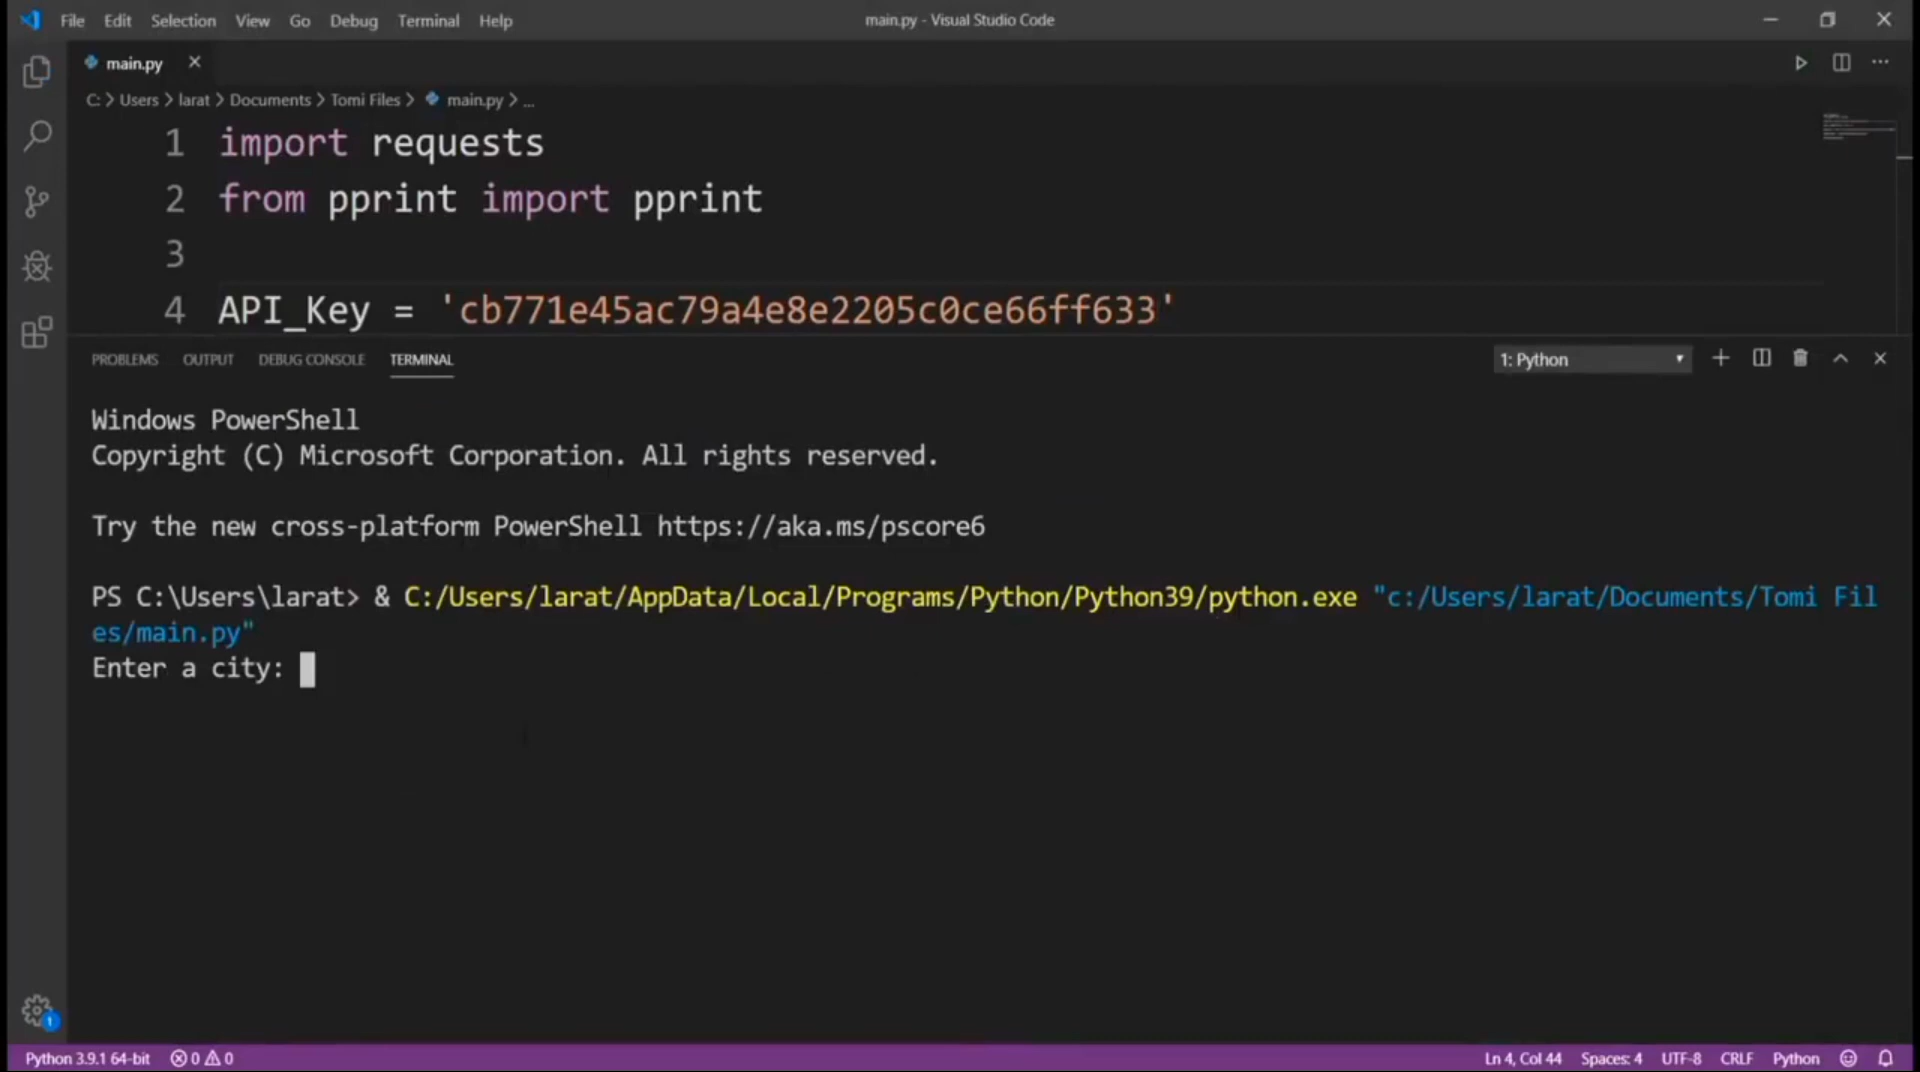 File Edit Selection View Go Debug Terminal Help
main.py - Visual Studio Code
main.py
C: > Users > larat > Documents > Tomi Files > main.py > ...
1 import requests
2 from pprint import pprint
3
4 API_Key = 'cb771e45ac79a4e8e2205c0ce66ff633'
PROBLEMS OUTPUT DEBUG CONSOLE TERMINAL 1: Python
Windows PowerShell
Copyright (C) Microsoft Corporation. All rights reserved.
Try the new cross-platform PowerShell https://aka.ms/pscore6
PS C:\Users\larat> & C:/Users/larat/AppData/Local/Programs/Python/Python39/python.exe "c:/Users/larat/Documents/Tomi Fil
es/main.py"
Enter a city:
1
Python 3.9.1 64-bit 0 0 Ln 4, Col 44 Spaces: 4 UTF-8 CRLF Python